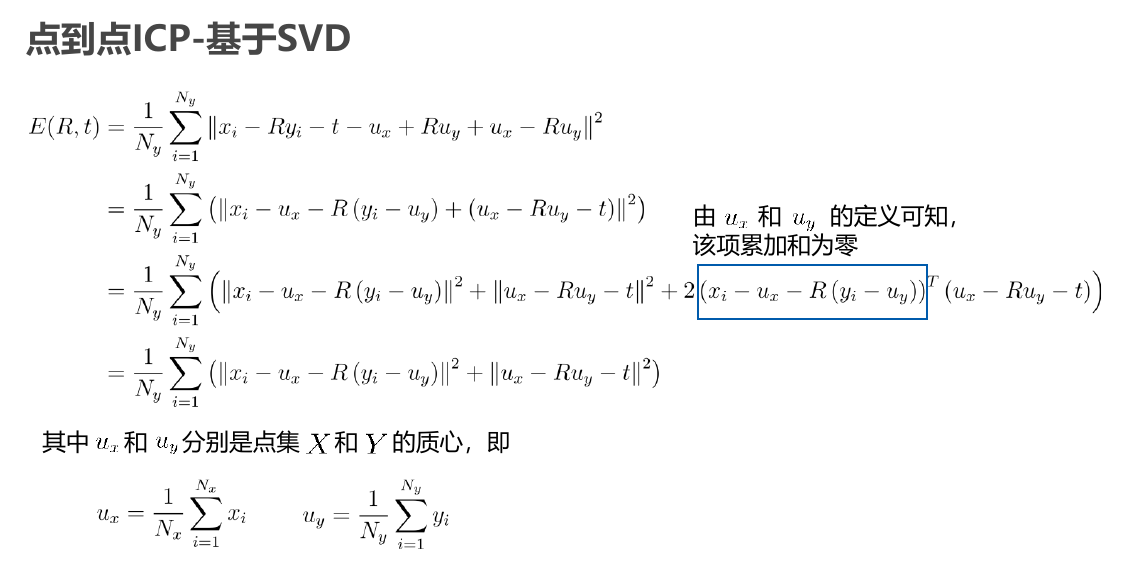 点到点ICP-基于SVD
E(R, t) = \frac{1}{N_y} \sum_{i=1}^{N_y} \|x_i - Ry_i - t - u_x + Ru_y + u_x - Ru_y\|^2
= \frac{1}{N_y} \sum_{i=1}^{N_y} \left( \|x_i - u_x - R(y_i - u_y) + (u_x - Ru_y - t)\|^2 \right)
由 u_x 和 u_y 的定义可知，
该项累加和为零
= \frac{1}{N_y} \sum_{i=1}^{N_y} \left( \|x_i - u_x - R(y_i - u_y)\|^2 + \|u_x - Ru_y - t\|^2 + 2(x_i - u_x - R(y_i - u_y))^T (u_x - Ru_y - t) \right)
= \frac{1}{N_y} \sum_{i=1}^{N_y} \left( \|x_i - u_x - R(y_i - u_y)\|^2 + \|u_x - Ru_y - t\|^2 \right)
其中 u_x 和 u_y 分别是点集 X 和 Y 的质心，即
u_x = \frac{1}{N_x} \sum_{i=1}^{N_x} x_i u_y = \frac{1}{N_y} \sum_{i=1}^{N_y} y_i